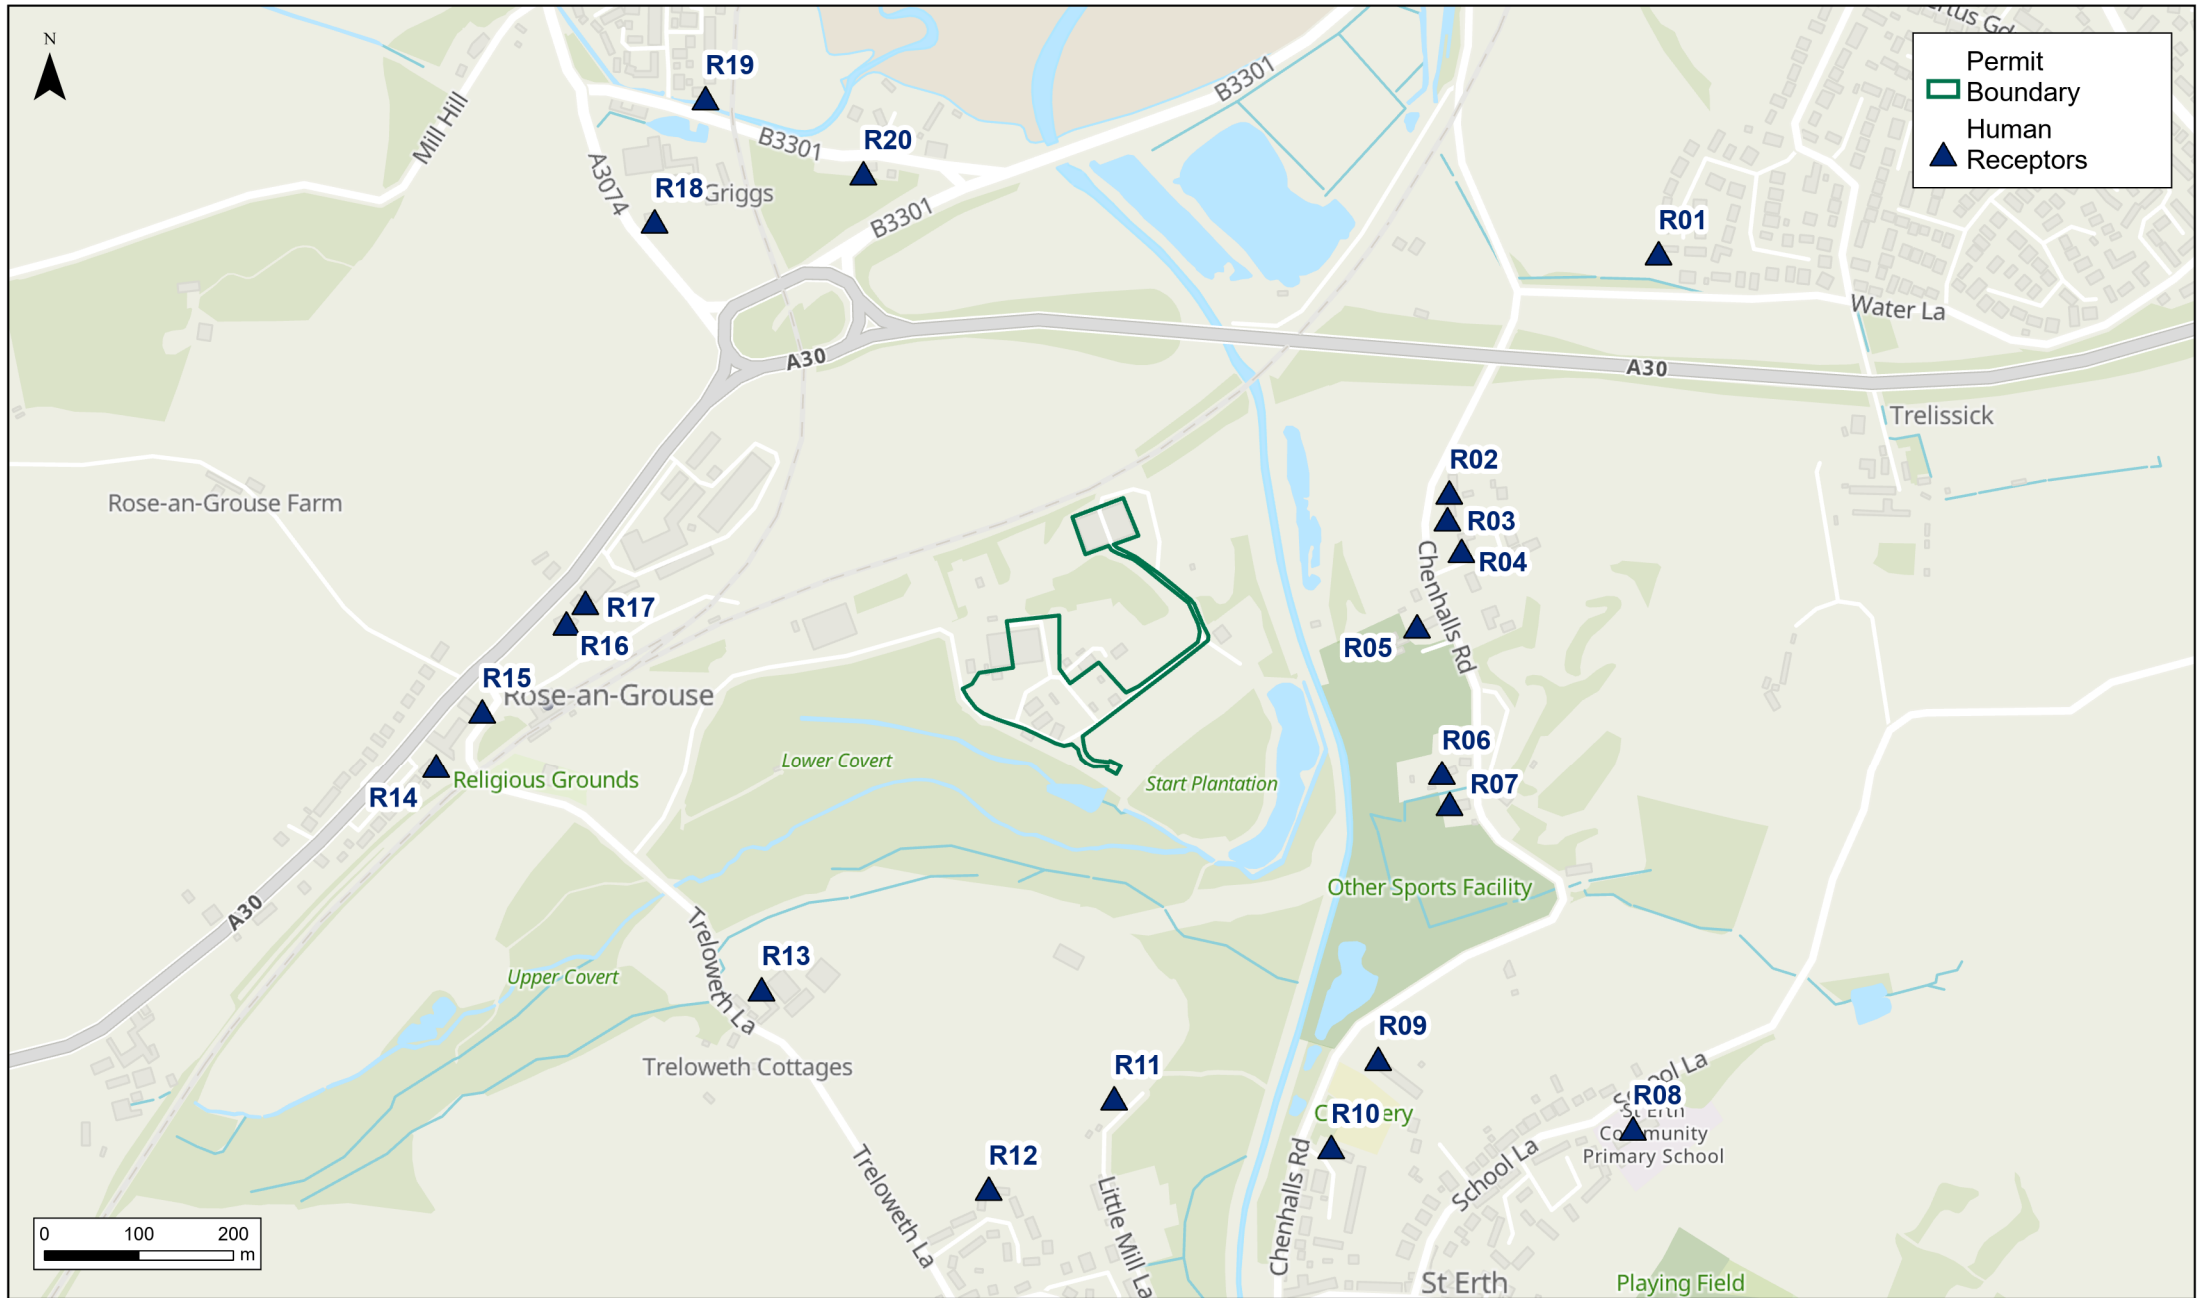 N
Mill Hill
R19
B3301
R20
A3074
R18
Griggs
B3301
B3301
Permit
Boundary
Human
Receptors
R01
Water La
A30
A30
Trelissick
Rose-an-Grouse Farm
R02
R03
R04
Chenhalls Rd
R05
R17
R16
R15
Rose-an-Grouse
R14
Religious Grounds
Lower Covert
Start Plantation
R06
R07
Other Sports Facility
A30
Treloweth La
R13
Upper Covert
Treloweth Cottages
R09
R11
R10
R12
Treloweth La
Little Mill La
Chenhalls Rd
School La
R08
St Erth
Community
Primary School
School La
St Erth
Playing Field
0 100 200
m